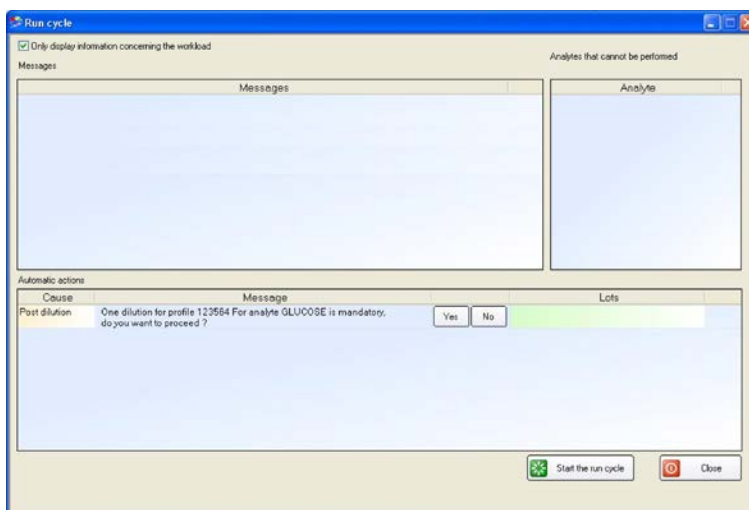 Run cycle
Only display information concerning the workload
Analytes that cannot be performed
Messages
Messages
Analyte
Automatic actions
Cause Message Lots
Post dilution One dilution for profile 123564 For analyte GLUCOSE is mandatory, Yes No
do you want to proceed ?
Start the run cycle Close